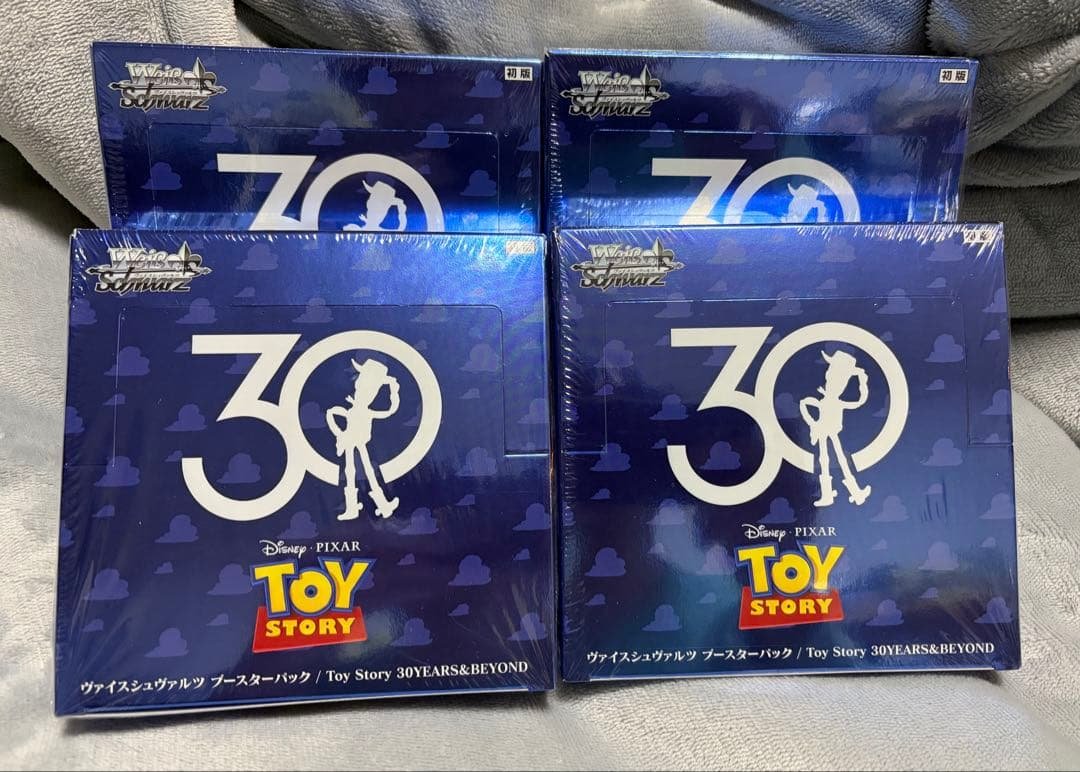 Weiß Schwarz
初版
30
Weiß Schwarz
初版
30
Weiß Schwarz
30
Disney · PIXAR
TOY
STORY
ヴァイスシュヴァルツ ブースターパック / Toy Story 30YEARS&BEYOND
Weiß Schwarz
30
Disney · PIXAR
TOY
STORY
ヴァイスシュヴァルツ ブースターパック / Toy Story 30YEARS&BEYOND